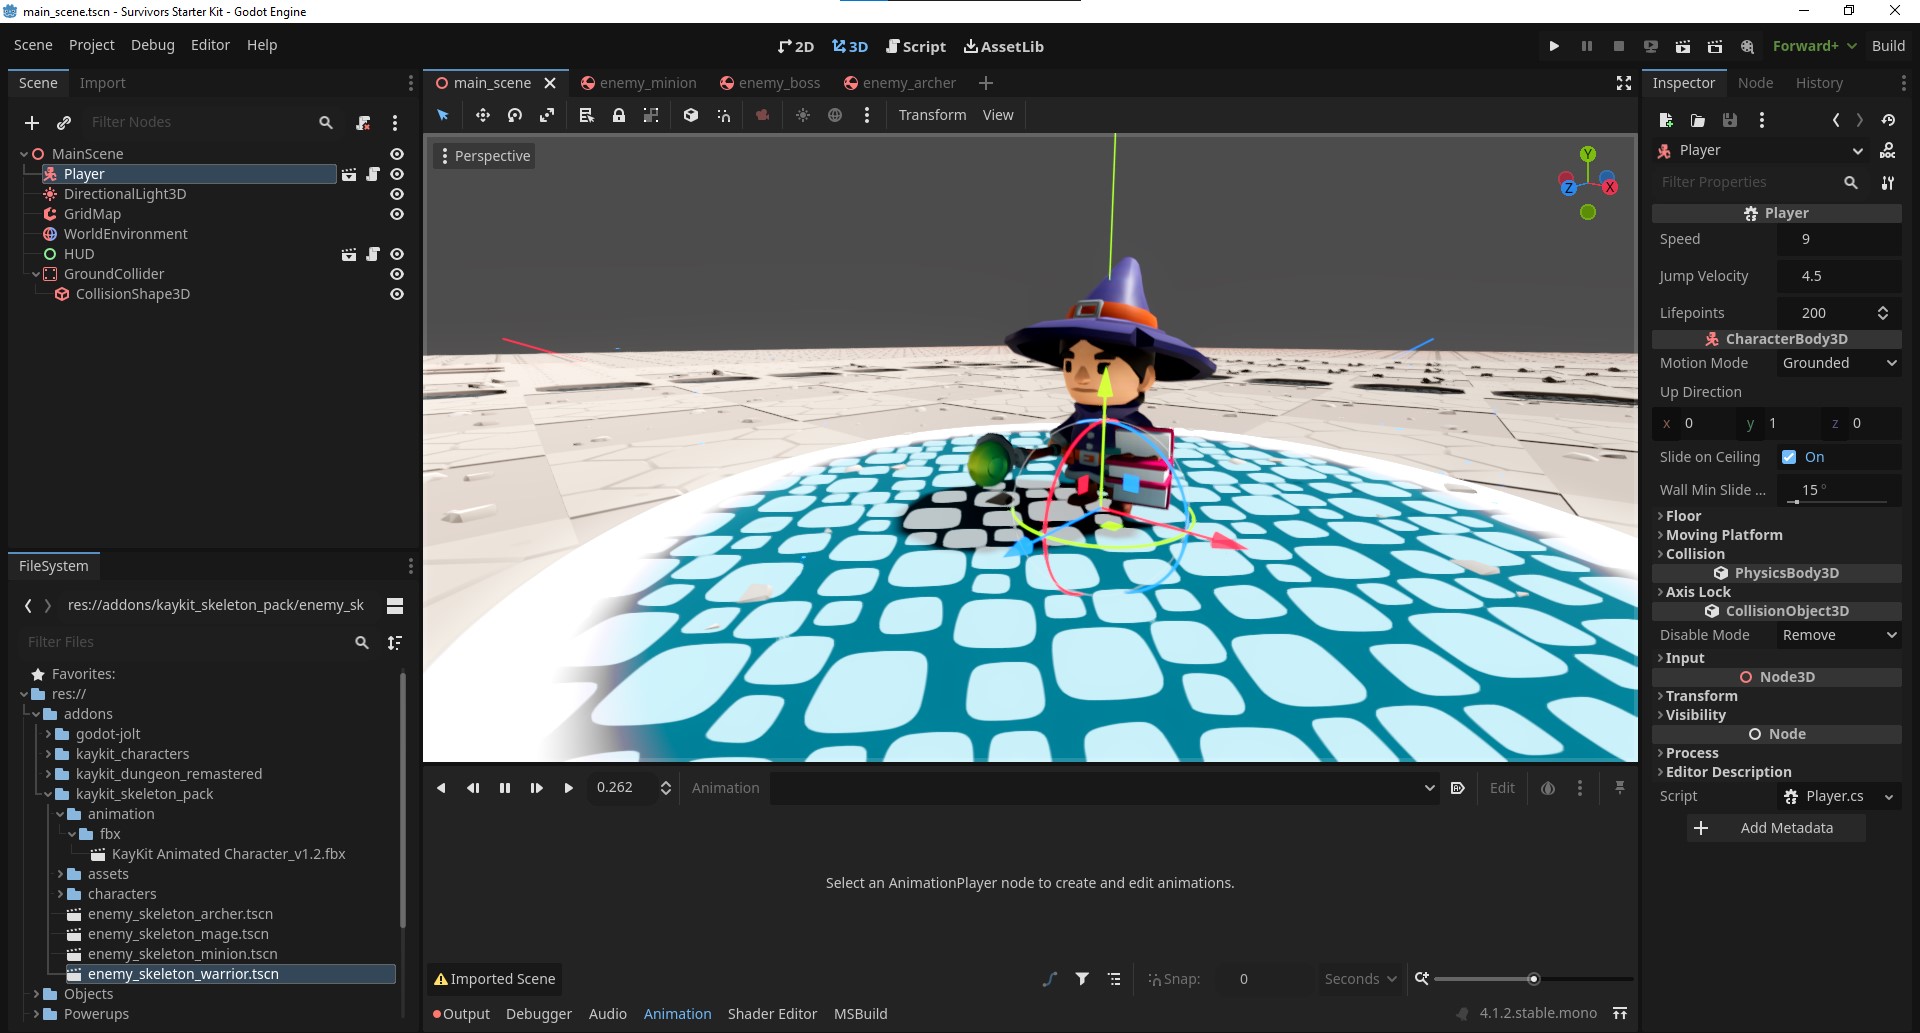 main_scene.tscn - Survivors Starter Kit - Godot Engine
Scene Project Debug Editor Help
2D 3D Script AssetLib
Forward+ Build
Scene Import
Filter Nodes
MainScene
Player
DirectionalLight3D
GridMap
WorldEnvironment
HUD
GroundCollider
CollisionShape3D
FileSystem
res://addons/kaykit_skeleton_pack/enemy_sk
Filter Files
Favorites:
res://
addons
godot-jolt
kaykit_characters
kaykit_dungeon_remastered
kaykit_skeleton_pack
animation
fbx
KayKit Animated Character_v1.2.fbx
assets
characters
enemy_skeleton_archer.tscn
enemy_skeleton_mage.tscn
enemy_skeleton_minion.tscn
enemy_skeleton_warrior.tscn
Objects
Powerups
main_scene enemy_minion enemy_boss enemy_archer
Transform View
Perspective
Y
Z X
0.262 Animation Edit
Select an AnimationPlayer node to create and edit animations.
Imported Scene Snap: 0 Seconds
Output Debugger Audio Animation Shader Editor MSBuild 4.1.2.stable.mono
Inspector Node History
Player
Filter Properties
Player
Speed 9
Jump Velocity 4.5
Lifepoints 200
CharacterBody3D
Motion Mode Grounded
Up Direction
x 0 y 1 z 0
Slide on Ceiling On
Wall Min Slide ... 15 °
Floor
Moving Platform
Collision
PhysicsBody3D
Axis Lock
CollisionObject3D
Disable Mode Remove
Input
Node3D
Transform
Visibility
Node
Process
Editor Description
Script Player.cs
Add Metadata